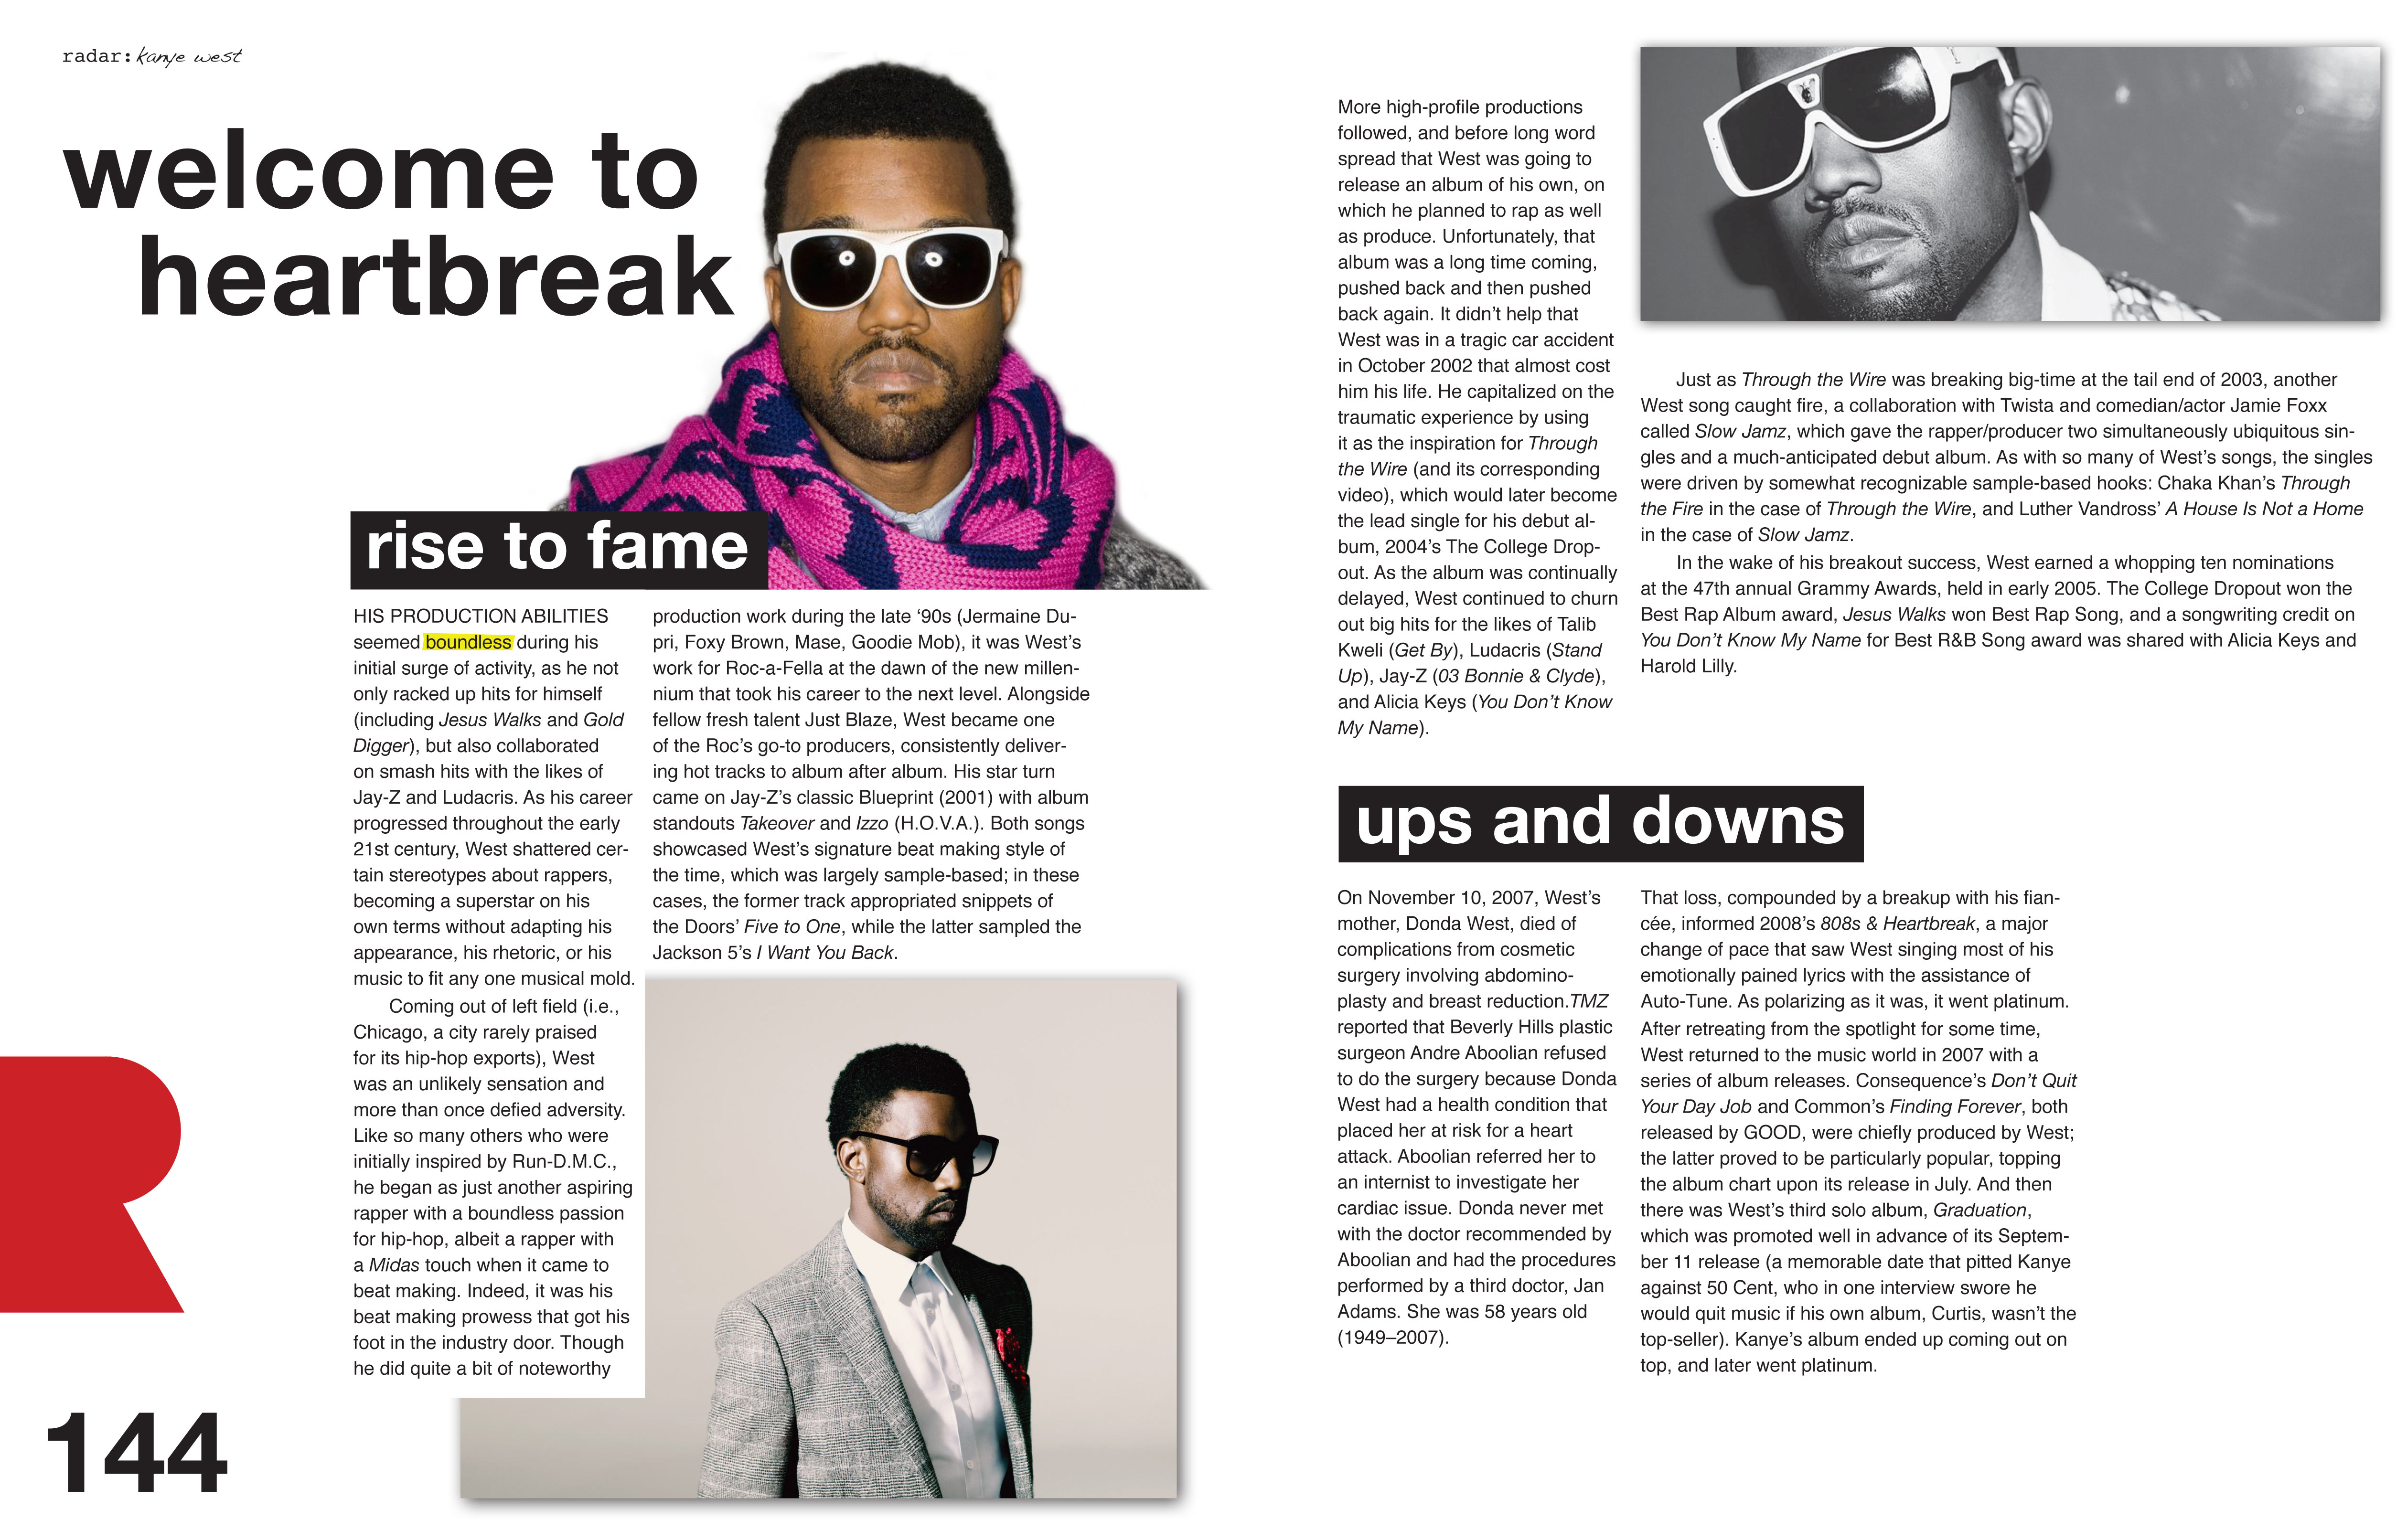 radar: kanye west
welcome to
heartbreak
rise to fame
HIS PRODUCTION ABILITIES
seemed boundless during his
initial surge of activity, as he not
only racked up hits for himself
(including Jesus Walks and Gold
Digger), but also collaborated
on smash hits with the likes of
Jay-Z and Ludacris. As his career
progressed throughout the early
21st century, West shattered cer-
tain stereotypes about rappers,
becoming a superstar on his
own terms without adapting his
appearance, his rhetoric, or his
music to fit any one musical mold.
Coming out of left field (i.e.,
Chicago, a city rarely praised
for its hip-hop exports), West
was an unlikely sensation and
more than once defied adversity.
Like so many others who were
initially inspired by Run-D.M.C.,
he began as just another aspiring
rapper with a boundless passion
for hip-hop, albeit a rapper with
a Midas touch when it came to
beat making. Indeed, it was his
beat making prowess that got his
foot in the industry door. Though
he did quite a bit of noteworthy
production work during the late ‘90s (Jermaine Du-
pri, Foxy Brown, Mase, Goodie Mob), it was West’s
work for Roc-a-Fella at the dawn of the new millen-
nium that took his career to the next level. Alongside
fellow fresh talent Just Blaze, West became one
of the Roc’s go-to producers, consistently deliver-
ing hot tracks to album after album. His star turn
came on Jay-Z’s classic Blueprint (2001) with album
standouts Takeover and Izzo (H.O.V.A.). Both songs
showcased West’s signature beat making style of
the time, which was largely sample-based; in these
cases, the former track appropriated snippets of
the Doors’ Five to One, while the latter sampled the
Jackson 5’s I Want You Back.
R
144
More high-profile productions
followed, and before long word
spread that West was going to
release an album of his own, on
which he planned to rap as well
as produce. Unfortunately, that
album was a long time coming,
pushed back and then pushed
back again. It didn’t help that
West was in a tragic car accident
in October 2002 that almost cost
him his life. He capitalized on the
traumatic experience by using
it as the inspiration for Through
the Wire (and its corresponding
video), which would later become
the lead single for his debut al-
bum, 2004’s The College Drop-
out. As the album was continually
delayed, West continued to churn
out big hits for the likes of Talib
Kweli (Get By), Ludacris (Stand
Up), Jay-Z (03 Bonnie & Clyde),
and Alicia Keys (You Don’t Know
My Name).
Just as Through the Wire was breaking big-time at the tail end of 2003, another
West song caught fire, a collaboration with Twista and comedian/actor Jamie Foxx
called Slow Jamz, which gave the rapper/producer two simultaneously ubiquitous sin-
gles and a much-anticipated debut album. As with so many of West’s songs, the singles
were driven by somewhat recognizable sample-based hooks: Chaka Khan’s Through
the Fire in the case of Through the Wire, and Luther Vandross’ A House Is Not a Home
in the case of Slow Jamz.
In the wake of his breakout success, West earned a whopping ten nominations
at the 47th annual Grammy Awards, held in early 2005. The College Dropout won the
Best Rap Album award, Jesus Walks won Best Rap Song, and a songwriting credit on
You Don’t Know My Name for Best R&B Song award was shared with Alicia Keys and
Harold Lilly.
ups and downs
On November 10, 2007, West’s
mother, Donda West, died of
complications from cosmetic
surgery involving abdomino-
plasty and breast reduction.TMZ
reported that Beverly Hills plastic
surgeon Andre Aboolian refused
to do the surgery because Donda
West had a health condition that
placed her at risk for a heart
attack. Aboolian referred her to
an internist to investigate her
cardiac issue. Donda never met
with the doctor recommended by
Aboolian and had the procedures
performed by a third doctor, Jan
Adams. She was 58 years old
(1949–2007).
That loss, compounded by a breakup with his fian-
cée, informed 2008’s 808s & Heartbreak, a major
change of pace that saw West singing most of his
emotionally pained lyrics with the assistance of
Auto-Tune. As polarizing as it was, it went platinum.
After retreating from the spotlight for some time,
West returned to the music world in 2007 with a
series of album releases. Consequence’s Don’t Quit
Your Day Job and Common’s Finding Forever, both
released by GOOD, were chiefly produced by West;
the latter proved to be particularly popular, topping
the album chart upon its release in July. And then
there was West’s third solo album, Graduation,
which was promoted well in advance of its Septem-
ber 11 release (a memorable date that pitted Kanye
against 50 Cent, who in one interview swore he
would quit music if his own album, Curtis, wasn’t the
top-seller). Kanye’s album ended up coming out on
top, and later went platinum.